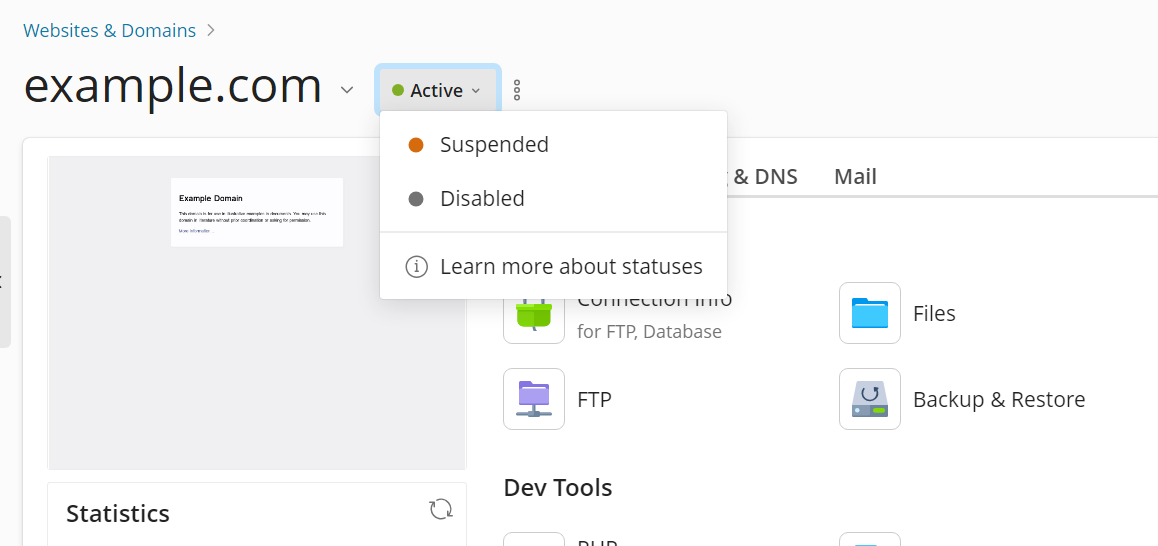 Websites & Domains
example.com
Active
Suspended
Disabled
Learn more about statuses
& DNS
Mail
Example Domain
This domain is for use in illustrative examples in documents. You may use this
domain in literature without prior coordination or asking for permission.
More information...
Connection Info
for FTP, Database
Files
FTP
Backup & Restore
Dev Tools
Statistics
PHP